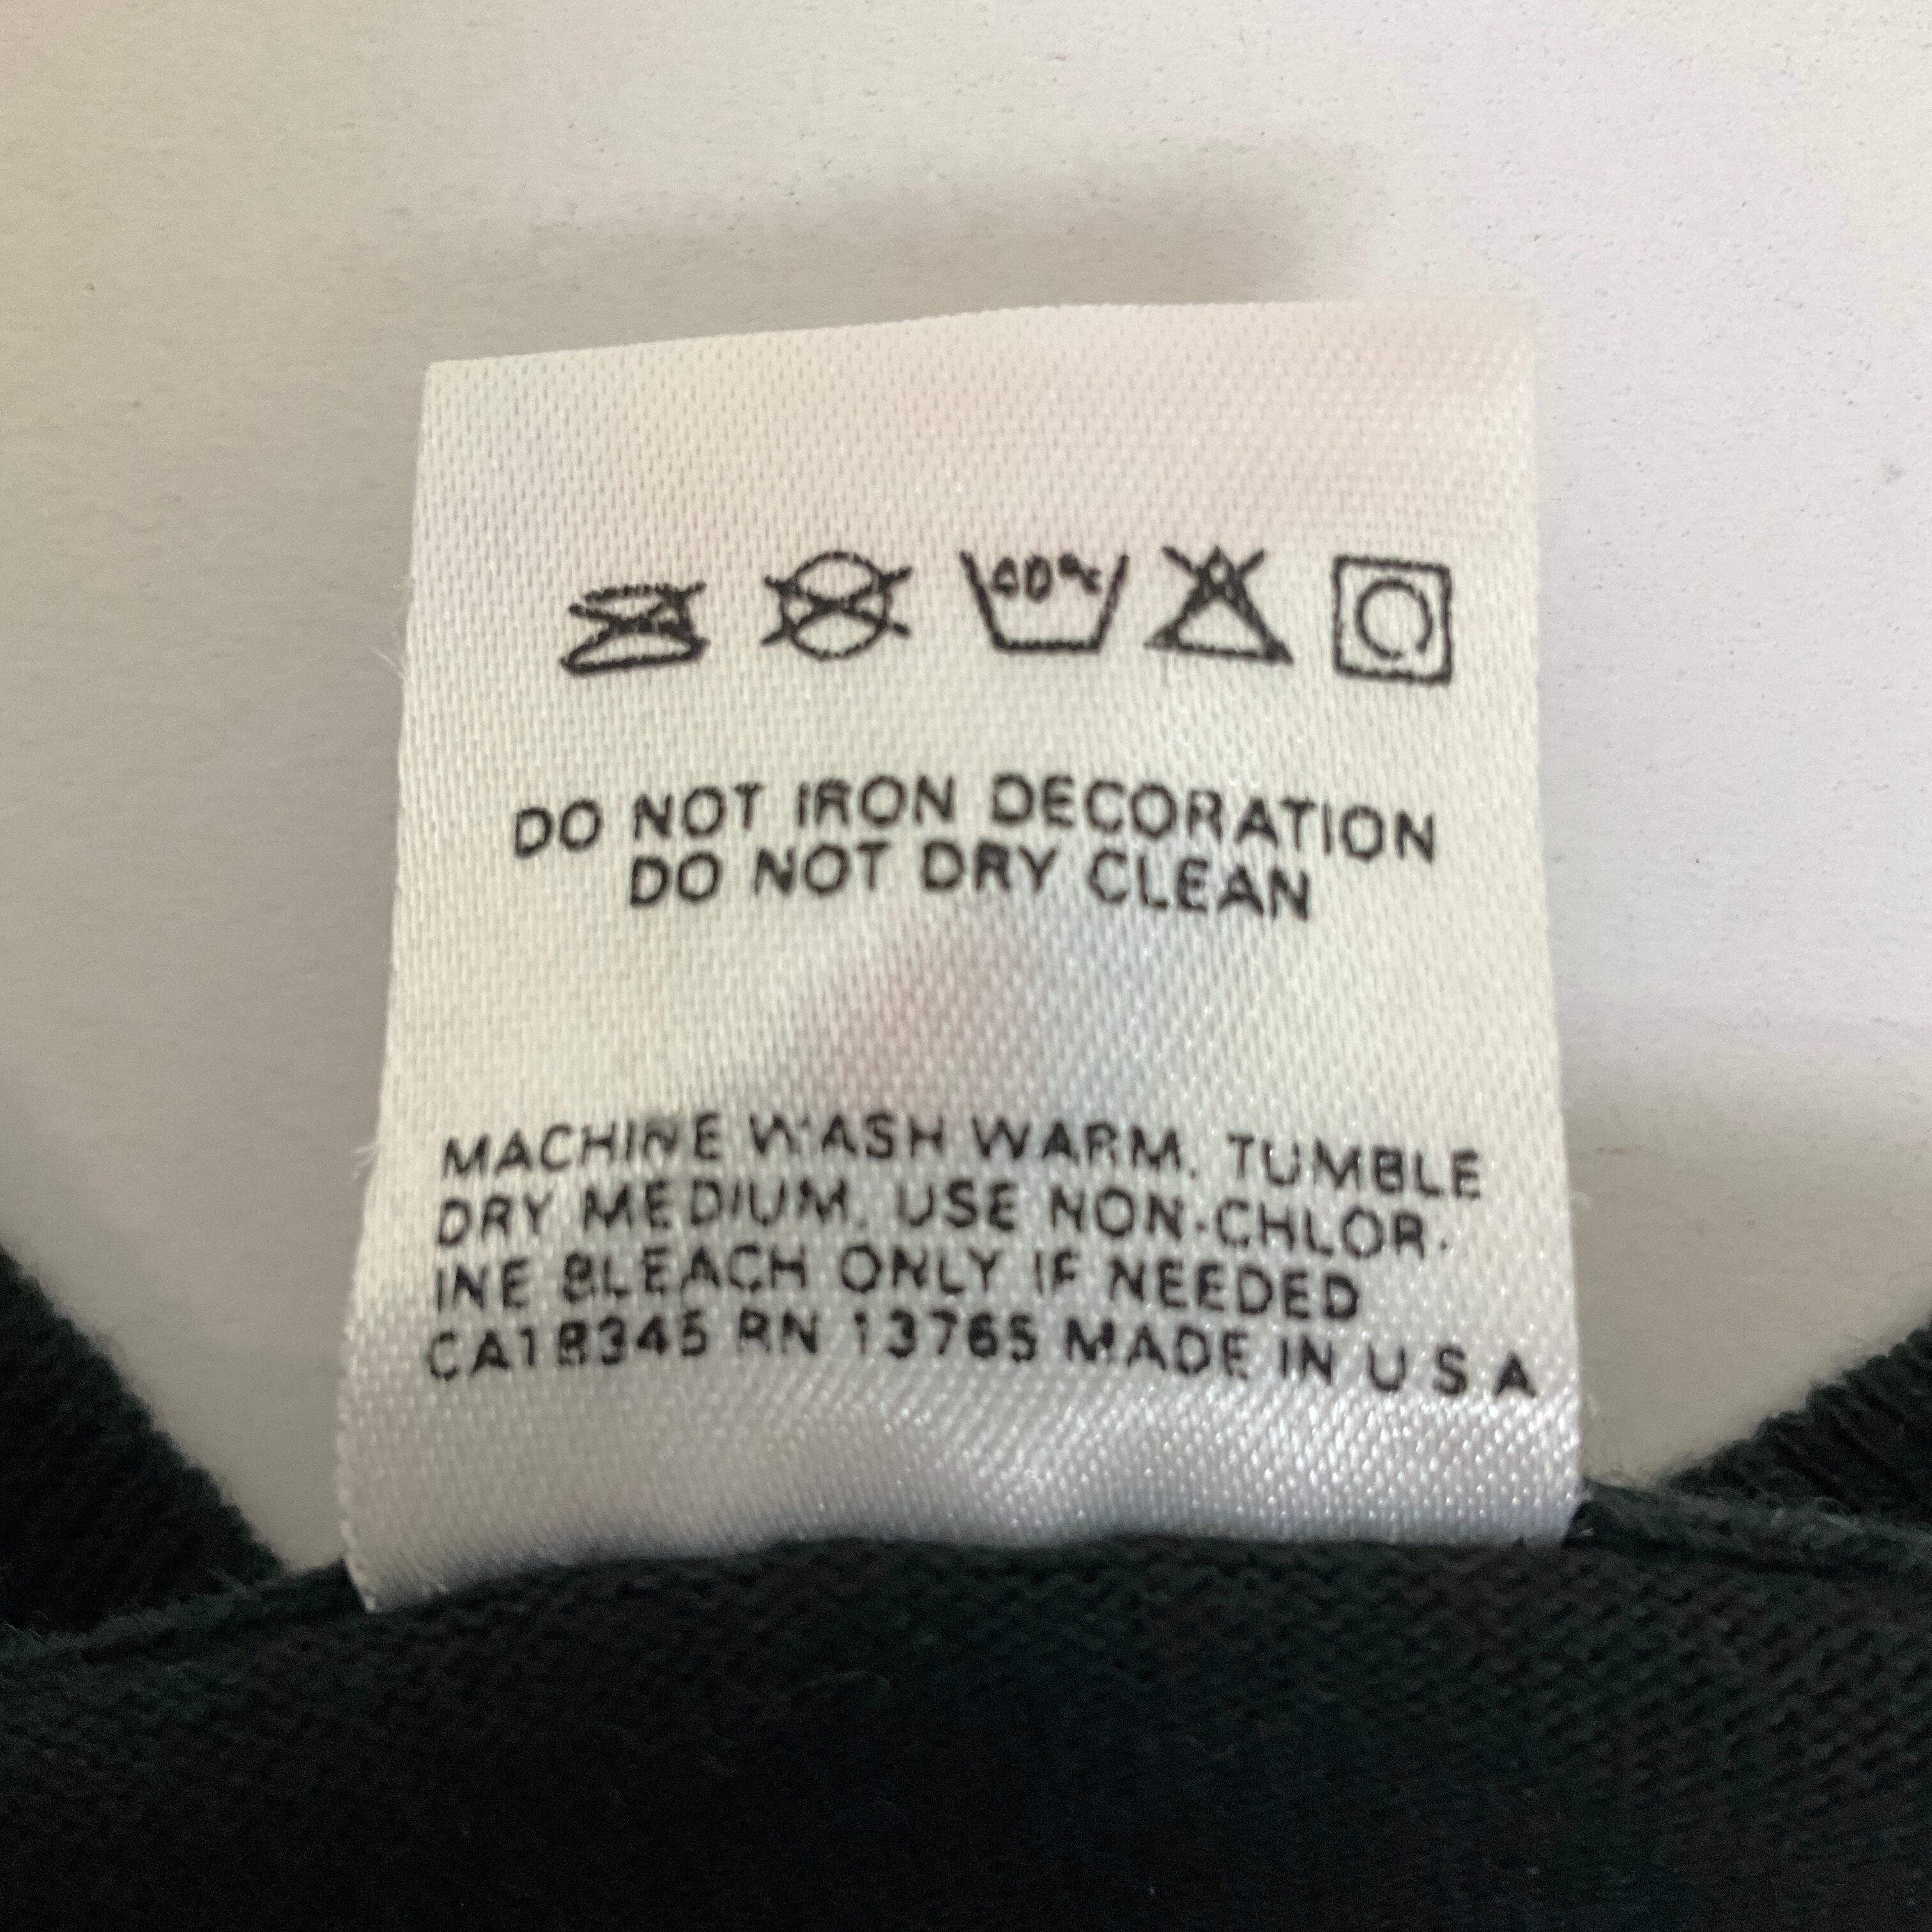 40°c
DO NOT IRON DECORATION
DO NOT DRY CLEAN
MACHINE WASH WARM. TUMBLE
DRY MEDIUM. USE NON-CHLOR-
INE BLEACH ONLY IF NEEDED
CA18345 RN 13765 MADE IN U S A